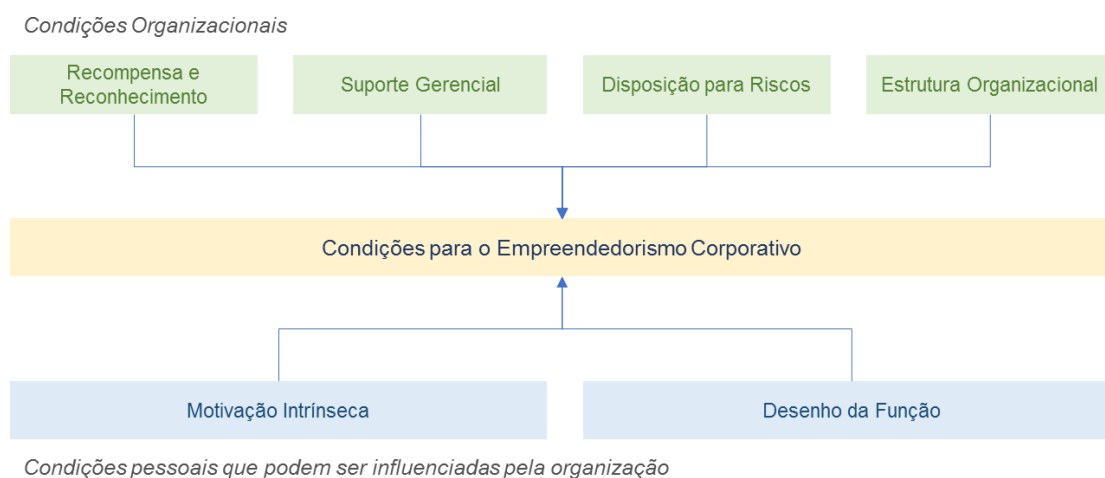 Condições Organizacionais
Recompensa e
Reconhecimento
Suporte Gerencial
Disposição para Riscos
Estrutura Organizacional
Condições para o Empreendedorismo Corporativo
Motivação Intrínseca
Desenho da Função
Condições pessoais que podem ser influenciadas pela organização